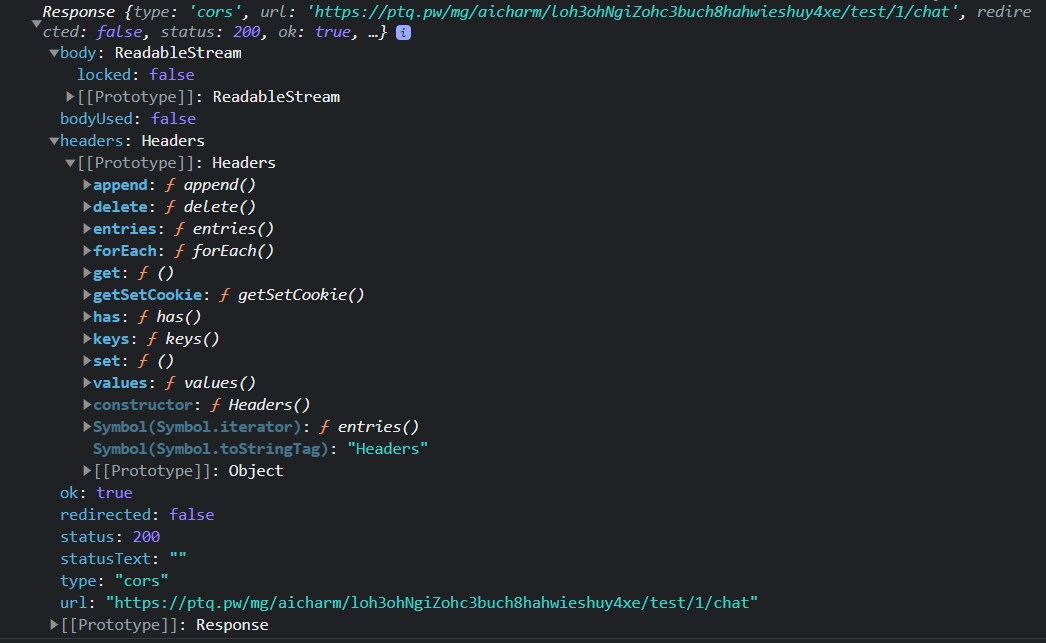 Response {type: 'cors', url: 'https://ptq.pw/mg/aicharm/loh3ohNgiZohc3buch8hahwieshuy4xe/test/1/chat', redire
cted: false, status: 200, ok: true, …} i
▼body: ReadableStream
locked: false
▶[[Prototype]]: ReadableStream
bodyUsed: false
▼headers: Headers
▼[[Prototype]]: Headers
▶append: ƒ append()
▶delete: ƒ delete()
▶entries: ƒ entries()
▶forEach: ƒ forEach()
▶get: ƒ ()
▶getSetCookie: ƒ getSetCookie()
▶has: ƒ has()
▶keys: ƒ keys()
▶set: ƒ ()
▶values: ƒ values()
▶constructor: ƒ Headers()
▶Symbol(Symbol.iterator): ƒ entries()
Symbol(Symbol.toStringTag): "Headers"
▶[[Prototype]]: Object
ok: true
redirected: false
status: 200
statusText: ""
type: "cors"
url: "https://ptq.pw/mg/aicharm/loh3ohNgiZohc3buch8hahwieshuy4xe/test/1/chat"
▶[[Prototype]]: Response